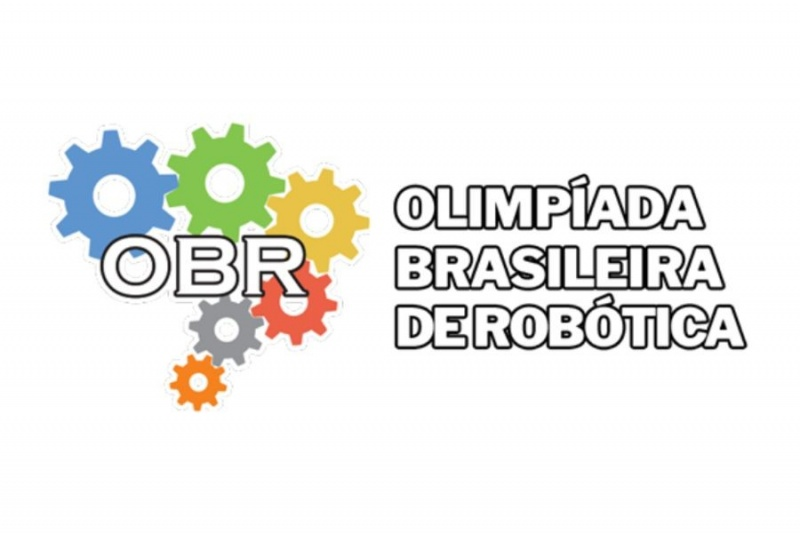 OBR
OLIMPÍADA
BRASILEIRA
DE ROBÓTICA